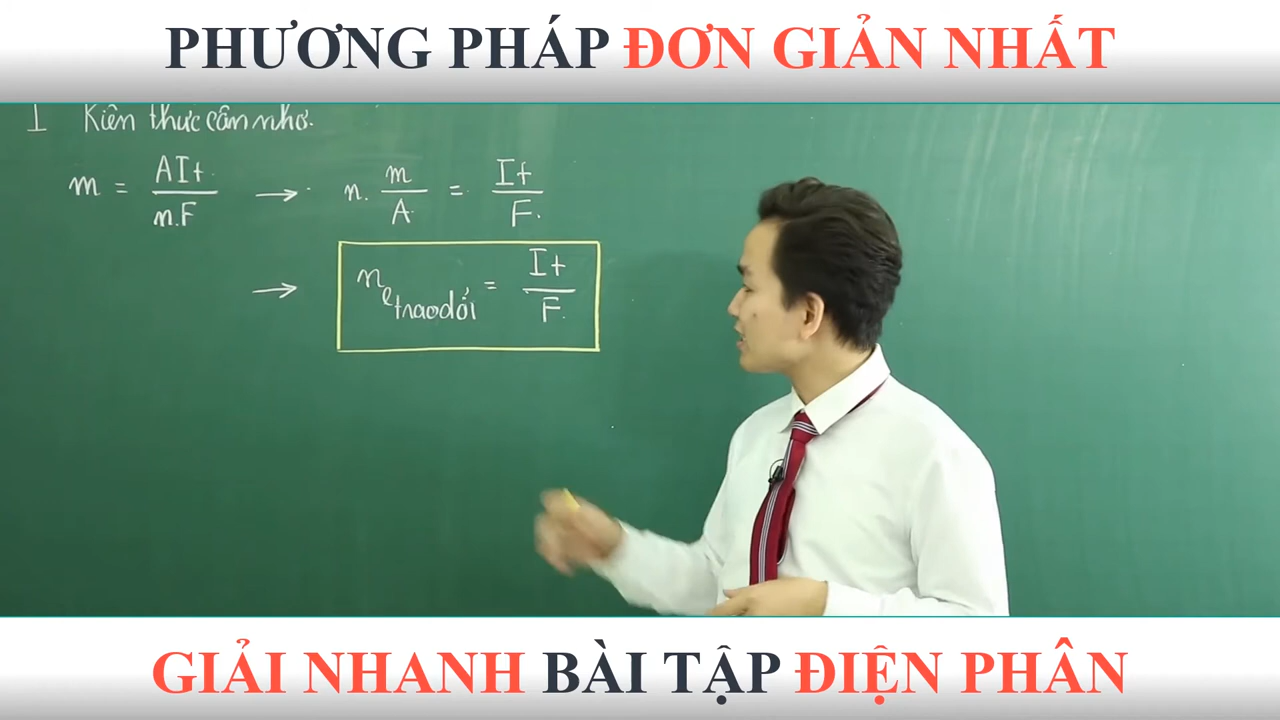 PHƯƠNG PHÁP ĐƠN GIẢN NHẤT
I Kiến thức cần nhớ.
m = AIt / n.F → n. m / A = It / F.
→ n e trao đổi = It / F.
GIẢI NHANH BÀI TẬP ĐIỆN PHÂN